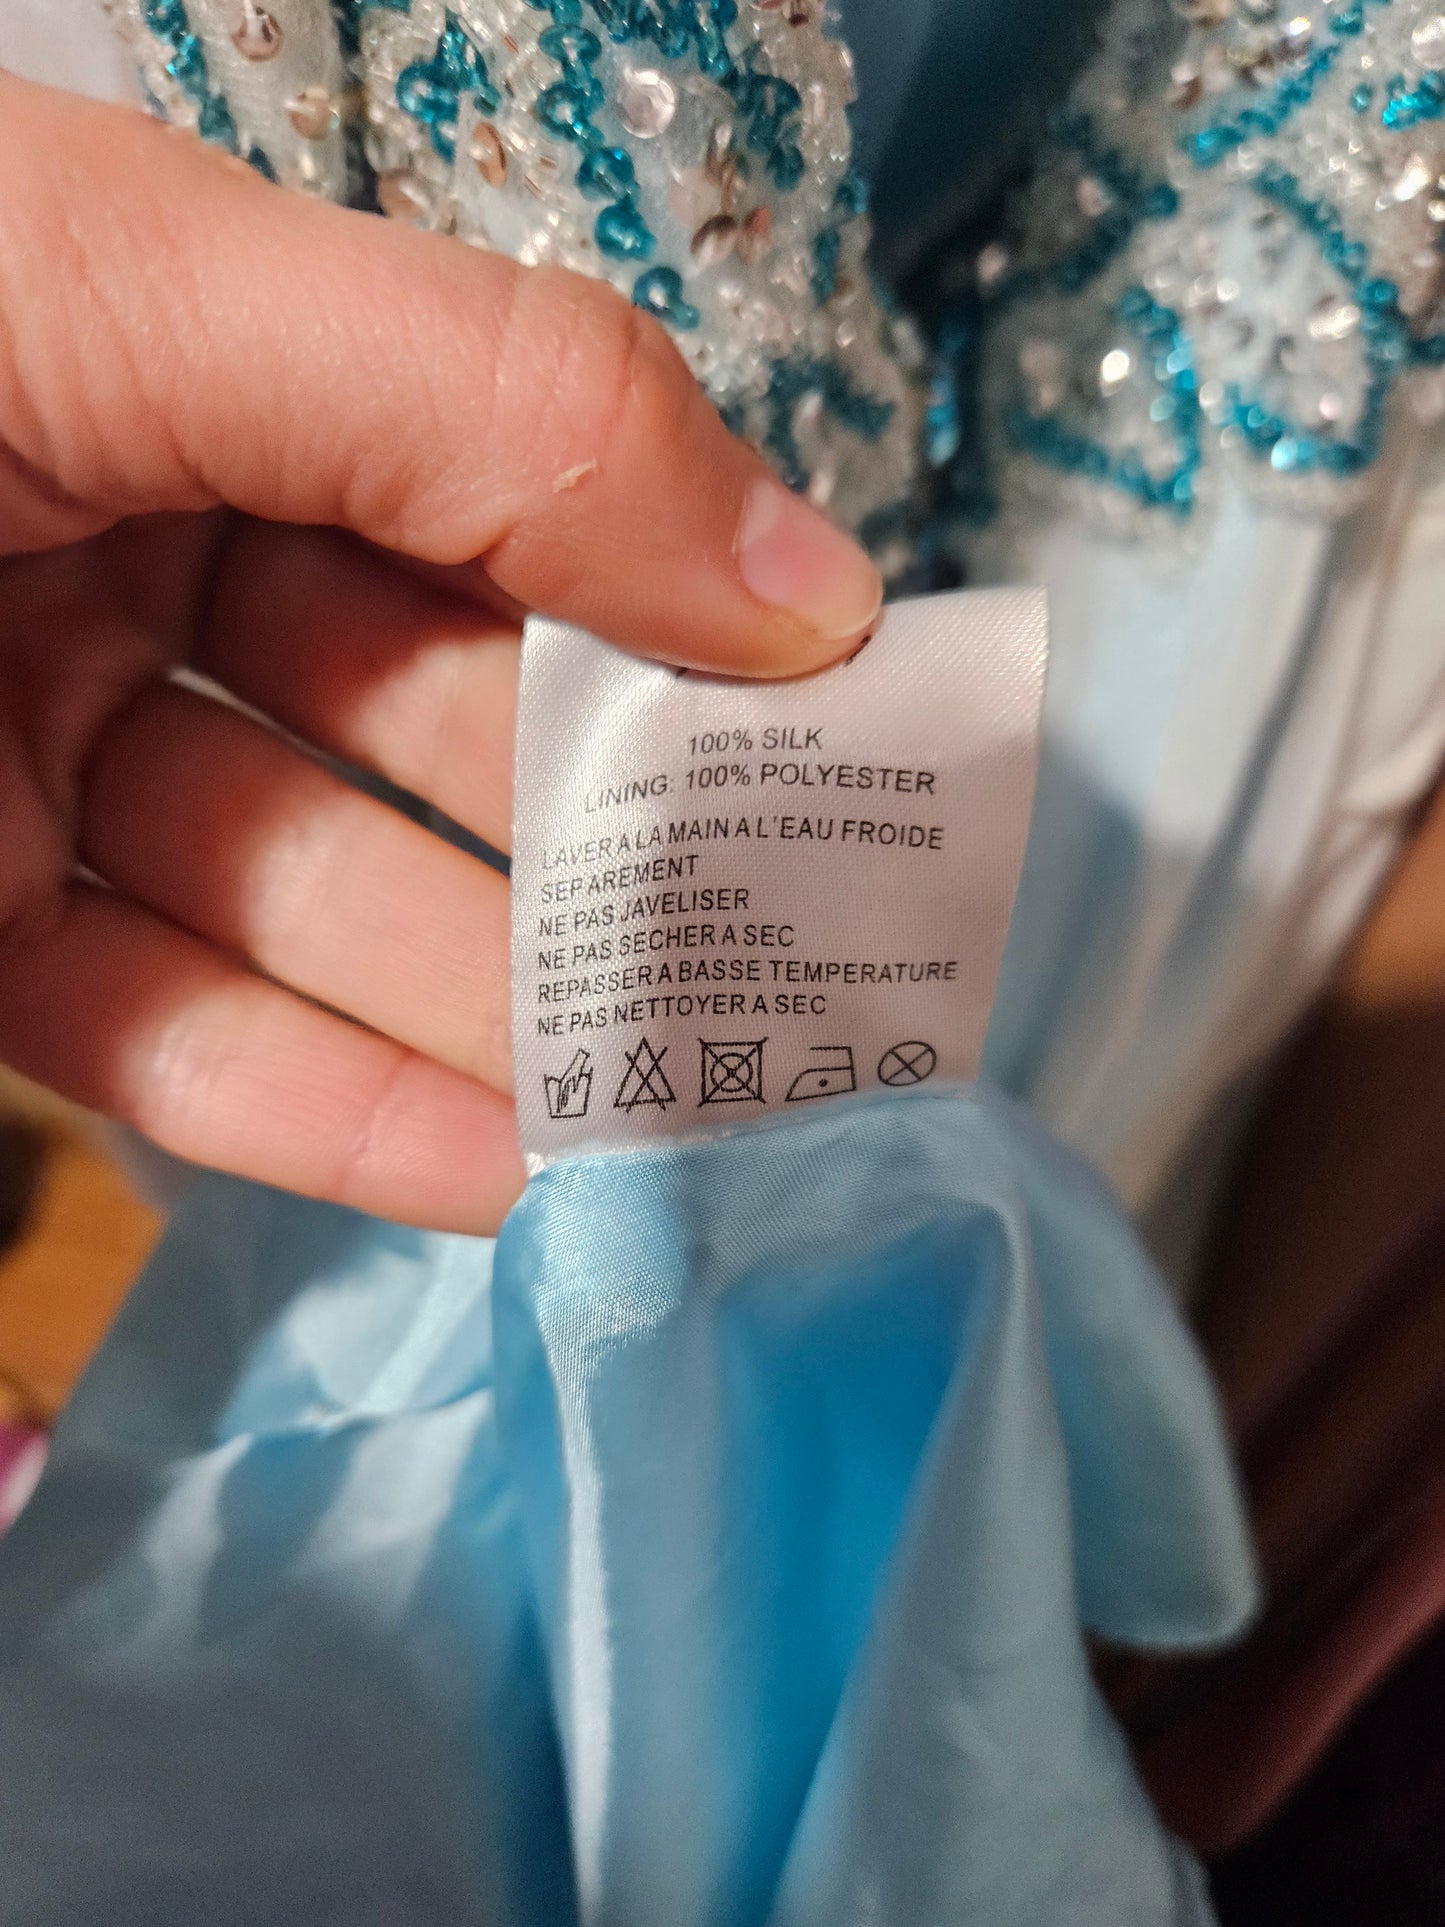 100% SILK
LINING: 100% POLYESTER
LAVER A LA MAIN A L'EAU FROIDE
SEPAREMENT
NE PAS JAVELISER
NE PAS SECHER A SEC
REPASSER A BASSE TEMPERATURE
NE PAS NETTOYER A SEC